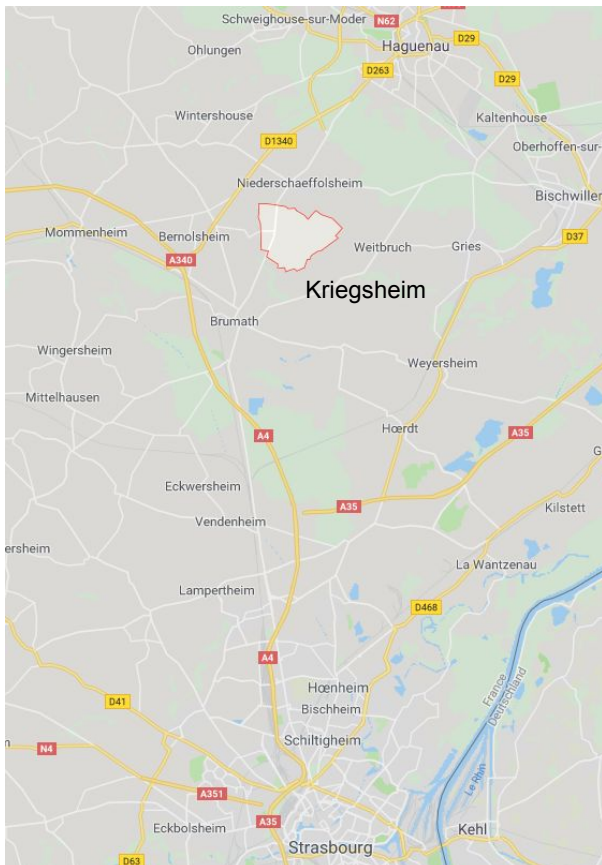 Schweighouse-sur-Moder
N62
Ohlungen
Haguenau
D29
D263
D29
Wintershouse
Kaltenhouse
D1340
Oberhoffen-sur-
Niederschaeffolsheim
Bischwiller
Mommenheim
Bernolsheim
Weitbruch
Gries
D37
A340
Kriegsheim
Brumath
Wingersheim
Weyersheim
Mittelhausen
Hœrdt
A4
A35
Eckwersheim
A35
Kilstett
Vendenheim
ersheim
La Wantzenau
Lampertheim
D468
A4
Hœnheim
France
Deutschland
D41
Bischheim
Schiltigheim
N4
Le Rhin
A351
A35
Eckbolsheim
Kehl
Strasbourg
D63